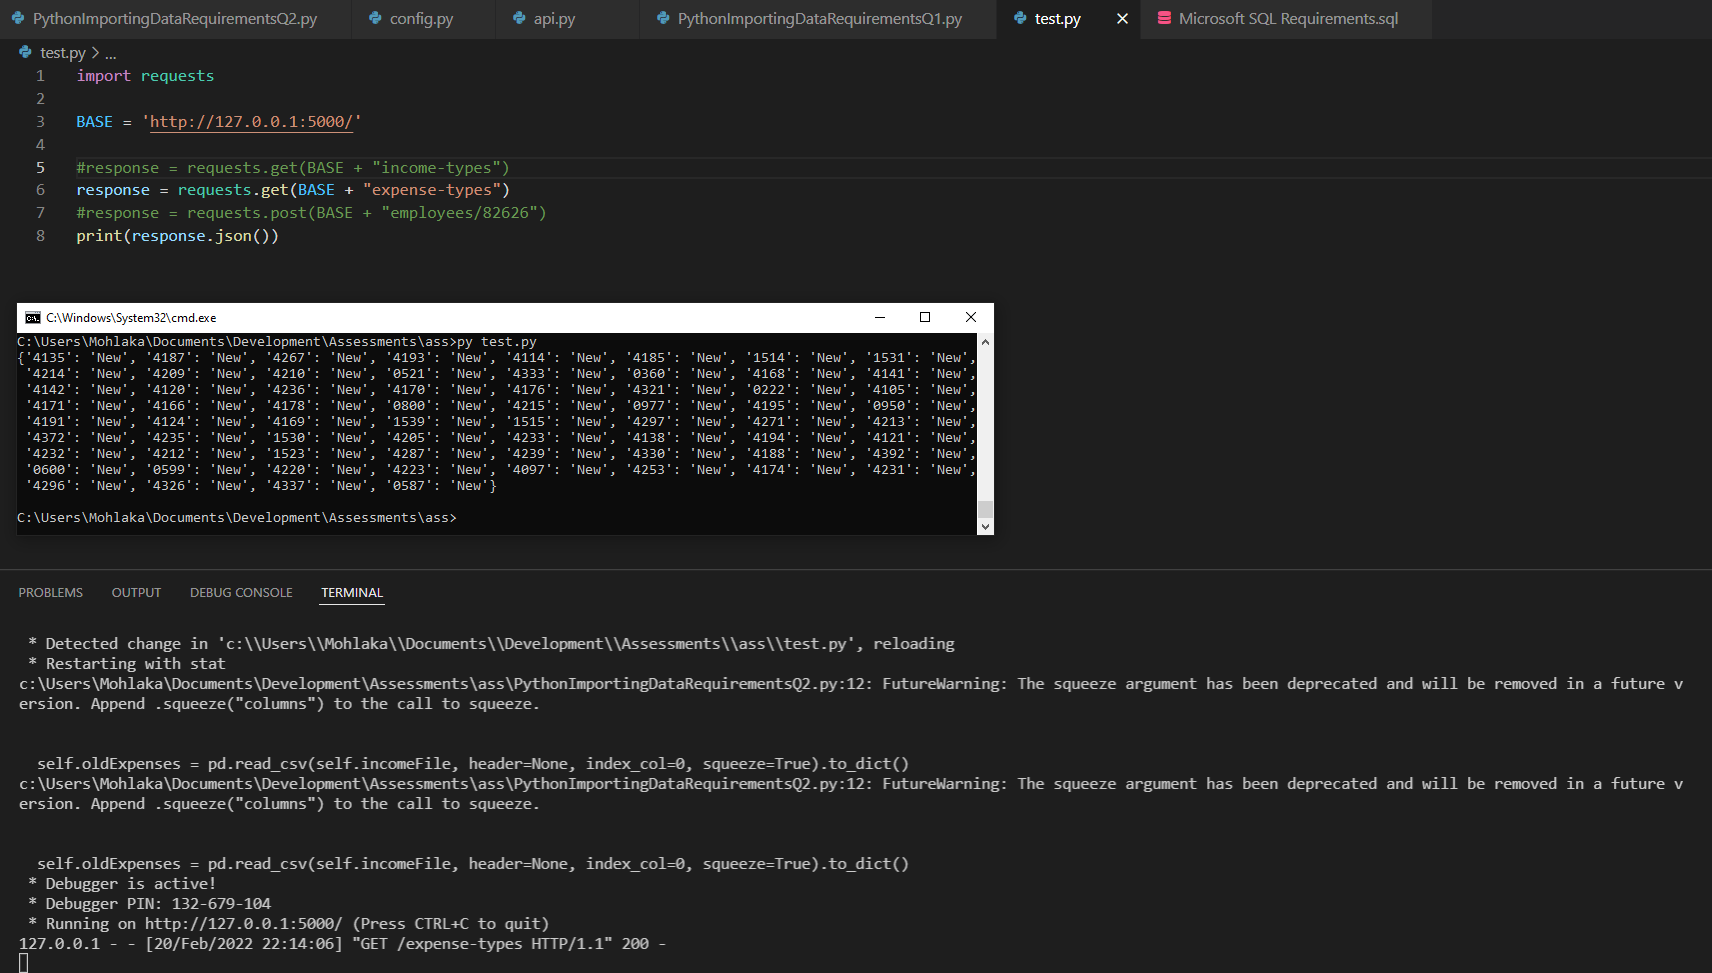 PythonImportingDataRequirementsQ2.py config.py api.py PythonImportingDataRequirementsQ1.py test.py Microsoft SQL Requirements.sql
test.py > ...
1 import requests
2
3 BASE = 'http://127.0.0.1:5000/'
4
5 #response = requests.get(BASE + "income-types")
6 response = requests.get(BASE + "expense-types")
7 #response = requests.post(BASE + "employees/82626")
8 print(response.json())
C:\Windows\System32\cmd.exe
C:\Users\Mohlaka\Documents\Development\Assessments\ass>py test.py
{'4135': 'New', '4187': 'New', '4267': 'New', '4193': 'New', '4114': 'New', '4185': 'New', '1514': 'New', '1531': 'New',
'4214': 'New', '4209': 'New', '4210': 'New', '0521': 'New', '4333': 'New', '0360': 'New', '4168': 'New', '4141': 'New',
'4142': 'New', '4120': 'New', '4236': 'New', '4170': 'New', '4176': 'New', '4321': 'New', '0222': 'New', '4105': 'New',
'4171': 'New', '4166': 'New', '4178': 'New', '0800': 'New', '4215': 'New', '0977': 'New', '4195': 'New', '0950': 'New',
'4191': 'New', '4124': 'New', '4169': 'New', '1539': 'New', '1515': 'New', '4297': 'New', '4271': 'New', '4213': 'New',
'4372': 'New', '4235': 'New', '1530': 'New', '4205': 'New', '4233': 'New', '4138': 'New', '4194': 'New', '4121': 'New',
'4232': 'New', '4212': 'New', '1523': 'New', '4287': 'New', '4239': 'New', '4330': 'New', '4188': 'New', '4392': 'New',
'0600': 'New', '0599': 'New', '4220': 'New', '4223': 'New', '4097': 'New', '4253': 'New', '4174': 'New', '4231': 'New',
'4296': 'New', '4326': 'New', '4337': 'New', '0587': 'New'}
C:\Users\Mohlaka\Documents\Development\Assessments\ass>
PROBLEMS OUTPUT DEBUG CONSOLE TERMINAL
* Detected change in 'c:\\Users\\Mohlaka\\Documents\\Development\\Assessments\\ass\\test.py', reloading
* Restarting with stat
c:\Users\Mohlaka\Documents\Development\Assessments\ass\PythonImportingDataRequirementsQ2.py:12: FutureWarning: The squeeze argument has been deprecated and will be removed in a future v
ersion. Append .squeeze("columns") to the call to squeeze.
self.oldExpenses = pd.read_csv(self.incomeFile, header=None, index_col=0, squeeze=True).to_dict()
c:\Users\Mohlaka\Documents\Development\Assessments\ass\PythonImportingDataRequirementsQ2.py:12: FutureWarning: The squeeze argument has been deprecated and will be removed in a future v
ersion. Append .squeeze("columns") to the call to squeeze.
self.oldExpenses = pd.read_csv(self.incomeFile, header=None, index_col=0, squeeze=True).to_dict()
* Debugger is active!
* Debugger PIN: 132-679-104
* Running on http://127.0.0.1:5000/ (Press CTRL+C to quit)
127.0.0.1 - - [20/Feb/2022 22:14:06] "GET /expense-types HTTP/1.1" 200 -